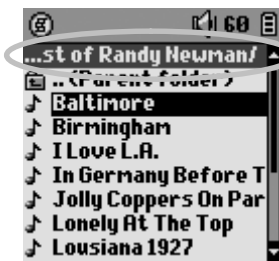 60
...st of Randy Newman/
.. (Parent folder)
Baltimore
Birmingham
I Love L.A.
In Germany Before T
Jolly Coppers On Par
Lonely At The Top
Lousiana 1927